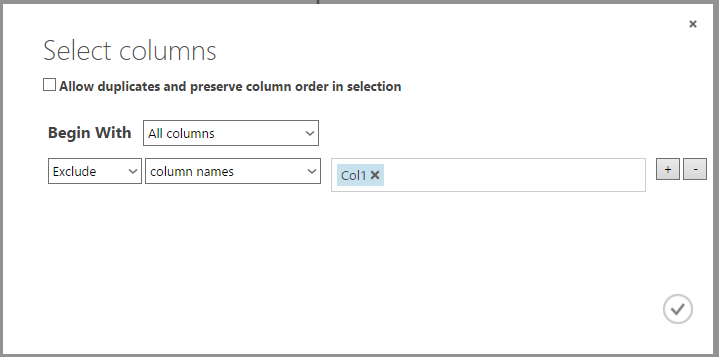 Select columns
Allow duplicates and preserve column order in selection
Begin With All columns
Exclude column names Col1 + -